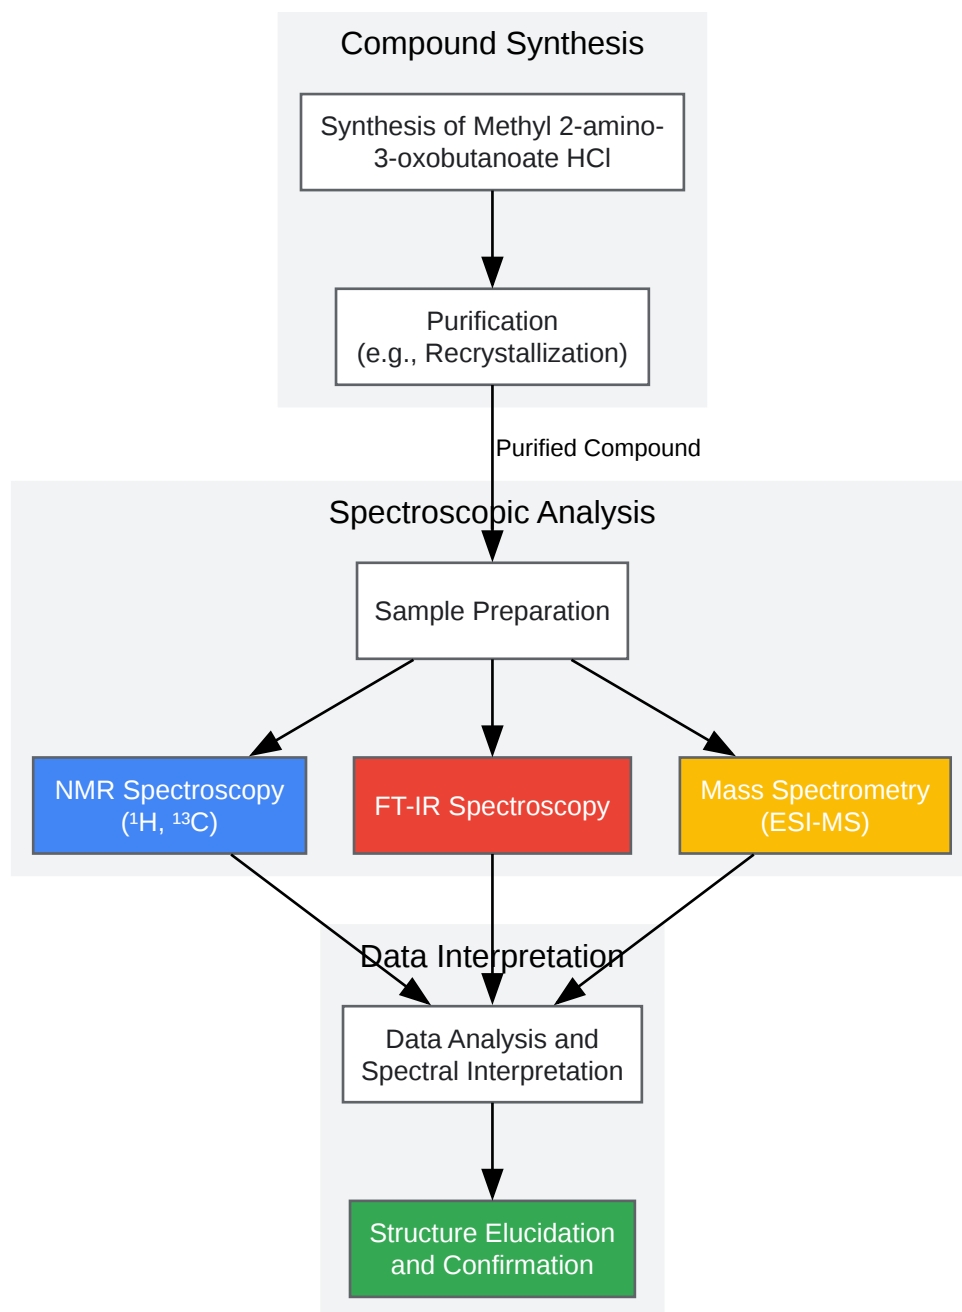 Compound Synthesis
Synthesis of Methyl 2-amino-
3-oxobutanoate HCl
Purification
(e.g., Recrystallization)
Purified Compound
Spectroscopic Analysis
Sample Preparation
NMR Spectroscopy
(¹H, ¹³C)
FT-IR Spectroscopy
Mass Spectrometry
(ESI-MS)
Data Interpretation
Data Analysis and
Spectral Interpretation
Structure Elucidation
and Confirmation